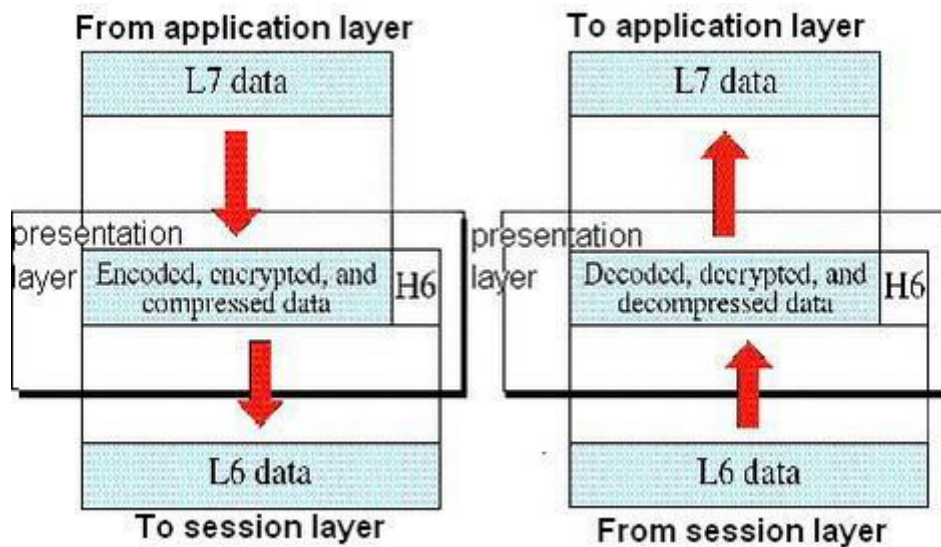 From application layer
L7 data
presentation
layer
Encoded, encrypted, and
compressed data
H6
L6 data
To session layer
To application layer
L7 data
presentation
layer
Decoded, decrypted, and
decompressed data
H6
L6 data
From session layer